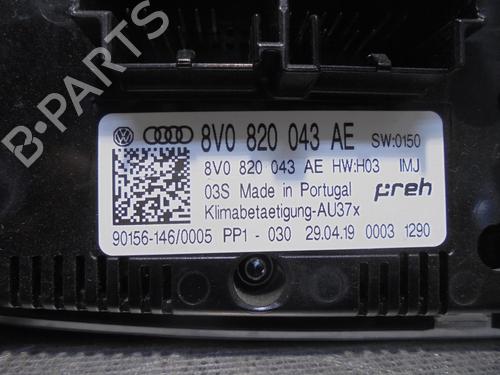 B-PARTS
8V0 820 043 AE SW:0150
8V0 820 043 AE HW:H03 IMJ
03S Made in Portugal preh
Klimabetaetigung-AU37x
90156-146/0005 PP1 - 030 29.04.19 0003 1290